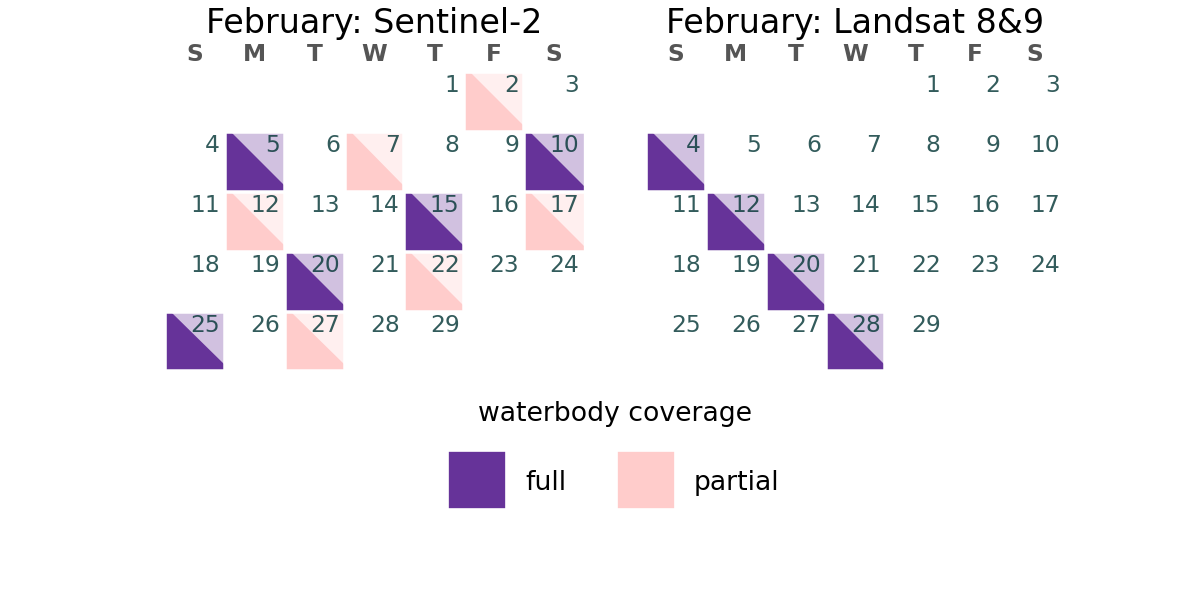 February: Sentinel-2
S M T W T F S
1 2 3
4 5 6 7 8 9 10
11 12 13 14 15 16 17
18 19 20 21 22 23 24
25 26 27 28 29
February: Landsat 8&9
S M T W T F S
1 2 3
4 5 6 7 8 9 10
11 12 13 14 15 16 17
18 19 20 21 22 23 24
25 26 27 28 29
waterbody coverage
full partial